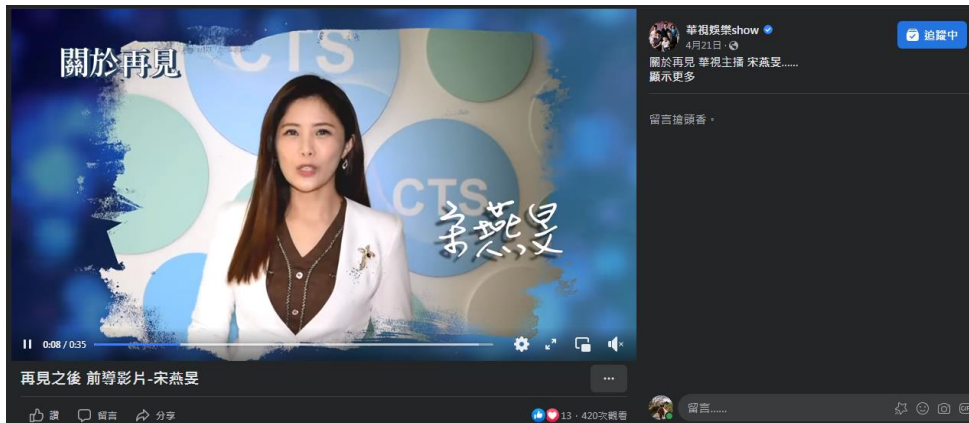 關於再見
CTS
CTS
宋燕旻
0:08 / 0:35
再見之後 前導影片-宋燕旻
...
讚
留言
分享
13 · 420次觀看
華視娛樂show
4月21日 ·
追蹤中
關於再見 華視主播 宋燕旻......
顯示更多
留言搶頭香。
留言......
GIF